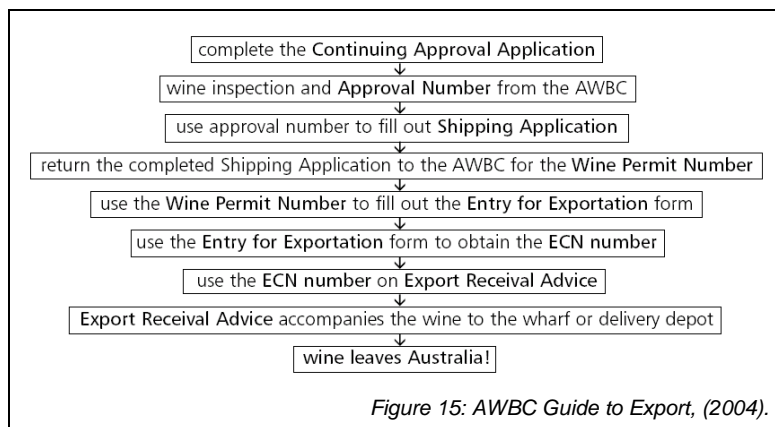 complete the Continuing Approval Application
wine inspection and Approval Number from the AWBC
use approval number to fill out Shipping Application
return the completed Shipping Application to the AWBC for the Wine Permit Number
use the Wine Permit Number to fill out the Entry for Exportation form
use the Entry for Exportation form to obtain the ECN number
use the ECN number on Export Receival Advice
Export Receival Advice accompanies the wine to the wharf or delivery depot
wine leaves Australia!
Figure 15: AWBC Guide to Export, (2004).